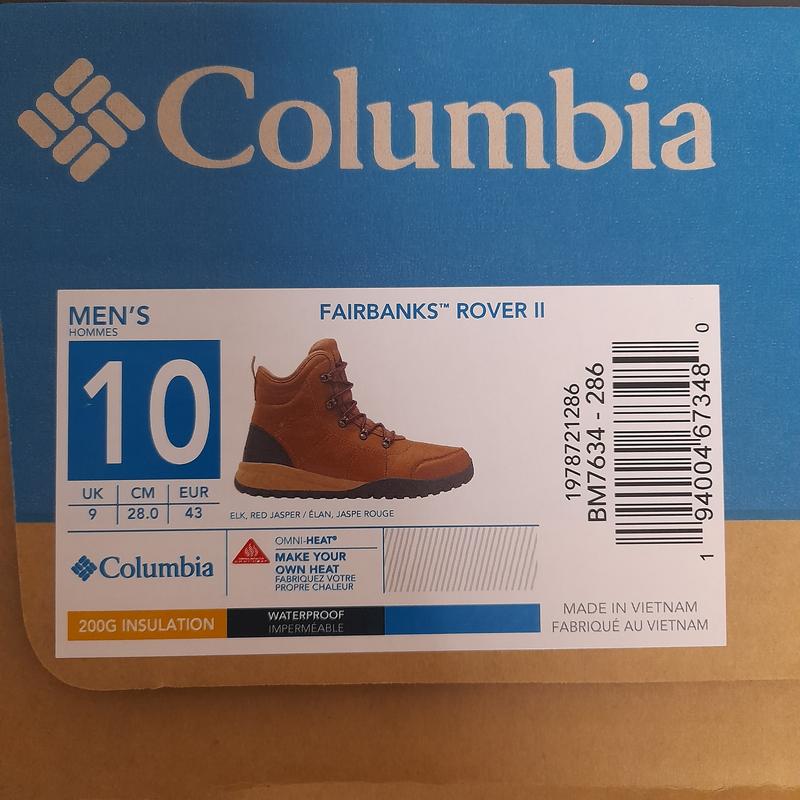 Columbia
MEN'S
HOMMES
FAIRBANKS™ ROVER II
10
UK CM EUR
9 28.0 43
ELK, RED JASPER / ÉLAN, JASPE ROUGE
Columbia
OMNI-HEAT®
MAKE YOUR
OWN HEAT
FABRIQUEZ VOTRE
PROPRE CHALEUR
200G INSULATION
WATERPROOF
IMPERMÉABLE
1978721286
BM7634 - 286
1 94004 67348 0
MADE IN VIETNAM
FABRIQUÉ AU VIETNAM